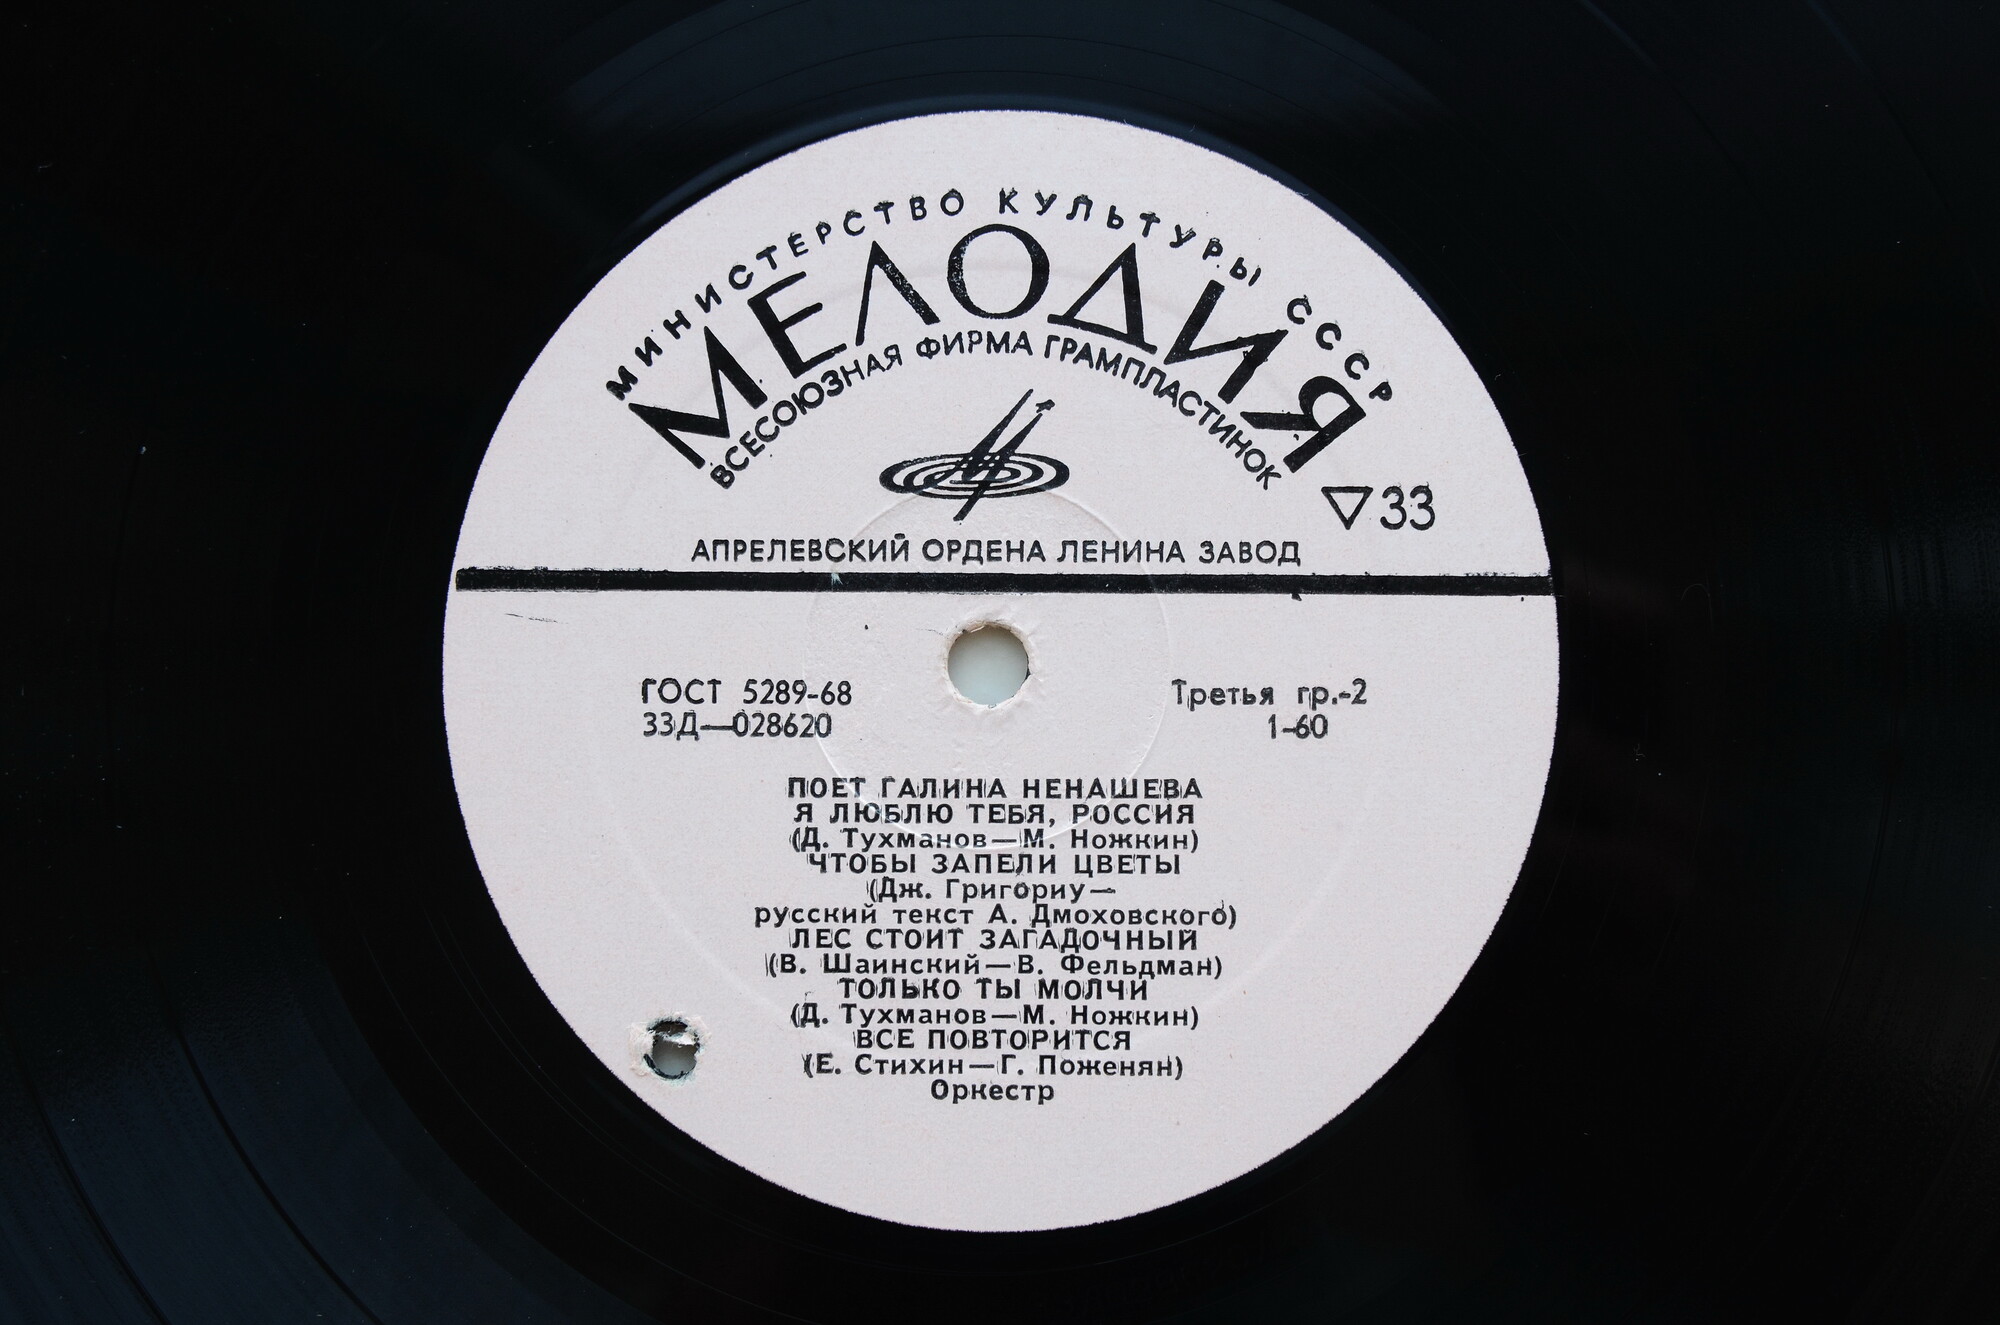 МИНИСТЕРСТВО КУЛЬТУРЫ СССР
МЕЛОДИЯ
ВСЕСОЮЗНАЯ ФИРМА ГРАМПЛАСТИНОК
▽33
АПРЕЛЕВСКИЙ ОРДЕНА ЛЕНИНА ЗАВОД
ГОСТ 5289-68
33Д—028620
Третья гр.-2
1-60
ПОЕТ ГАЛИНА НЕНАШЕВА
Я ЛЮБЛЮ ТЕБЯ, РОССИЯ
(Д. Тухманов—М. Ножкин)
ЧТОБЫ ЗАПЕЛИ ЦВЕТЫ
(Дж. Григориу—
русский текст А. Дмоховского)
ЛЕС СТОИТ ЗАГАДОЧНЫЙ
(В. Шаинский—В. Фельдман)
ТОЛЬКО ТЫ МОЛЧИ
(Д. Тухманов—М. Ножкин)
ВСЕ ПОВТОРИТСЯ
(Е. Стихин—Г. Поженян)
Оркестр